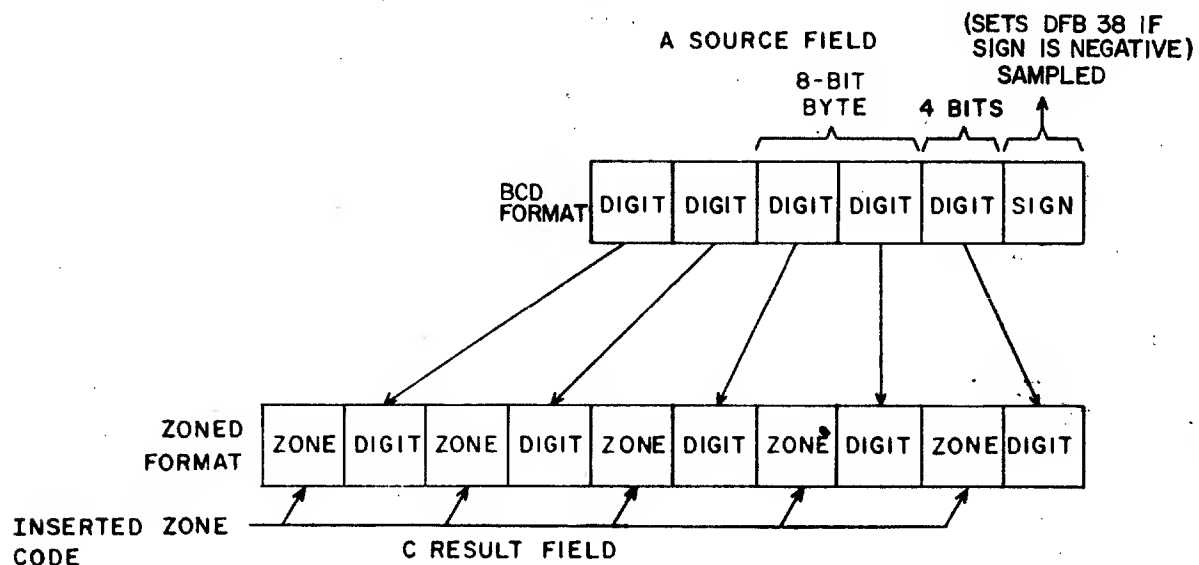 A SOURCE FIELD
(SETS DFB 38 IF
SIGN IS NEGATIVE)
SAMPLED
8-BIT
BYTE
4 BITS
BCD
FORMAT
DIGIT DIGIT DIGIT DIGIT DIGIT SIGN
ZONED
FORMAT
ZONE DIGIT ZONE DIGIT ZONE DIGIT ZONE DIGIT ZONE DIGIT
INSERTED ZONE
CODE
C RESULT FIELD